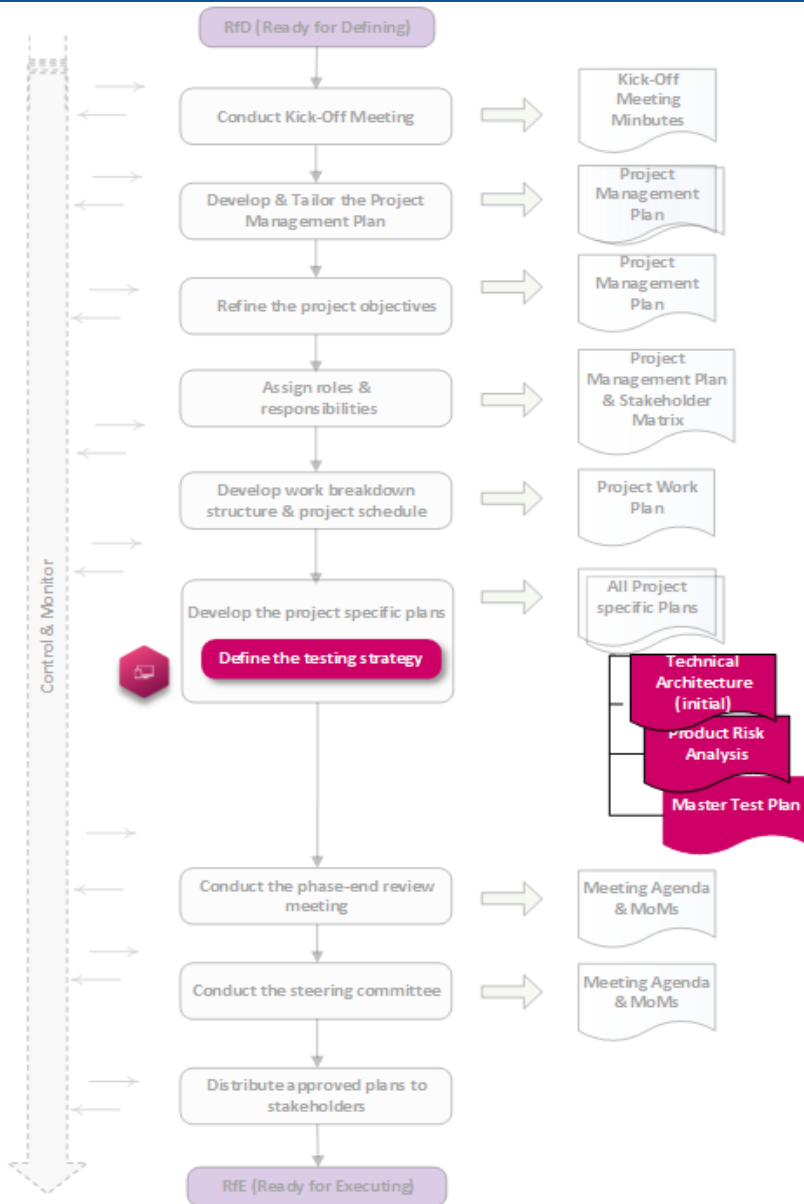 RfD (Ready for Defining)
Conduct Kick-Off Meeting
Kick-Off
Meeting
Minbutes
Develop & Tailor the Project
Management Plan
Project
Management
Plan
Refine the project objectives
Project
Management
Plan
Assign roles &
responsibilities
Project
Management Plan
& Stakeholder
Matrix
Develop work breakdown
structure & project schedule
Project Work
Plan
Control & Monitor
Develop the project specific plans
Define the testing strategy
All Project
specific Plans
Technical
Architecture
(initial)
Product Risk
Analysis
Master Test Plan
Conduct the phase-end review
meeting
Meeting Agenda
& MoMs
Conduct the steering committee
Meeting Agenda
& MoMs
Distribute approved plans to
stakeholders
RfE (Ready for Executing)